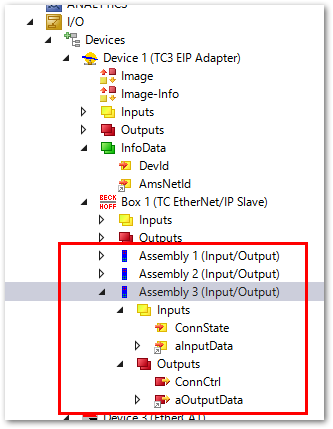 ANALYTICS
I/O
Devices
Device 1 (TC3 EIP Adapter)
Image
Image-Info
Inputs
Outputs
InfoData
DevId
AmsNetId
BECK HOFF Box 1 (TC EtherNet/IP Slave)
Inputs
Outputs
Assembly 1 (Input/Output)
Assembly 2 (Input/Output)
Assembly 3 (Input/Output)
Inputs
ConnState
aInputData
Outputs
ConnCtrl
aOutputData
Device 3 (EtherCAT)